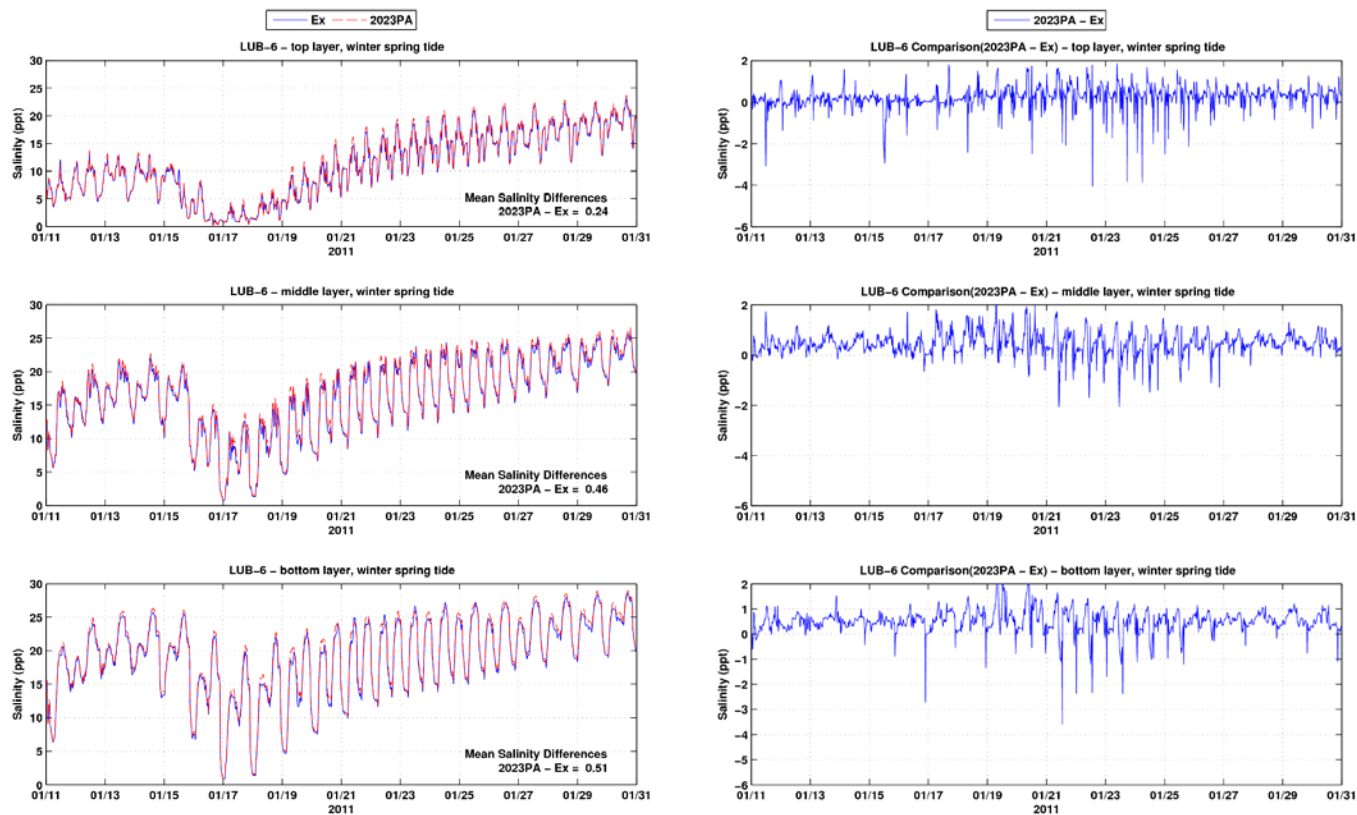 Ex 2023PA
LUB–6 – top layer, winter spring tide
30
25
20
15
10
5
0
Salinity (ppt)
Mean Salinity Differences
2023PA – Ex = 0.24
01/11 01/13 01/15 01/17 01/19 01/21 01/23 01/25 01/27 01/29 01/31
2011
2023PA – Ex
LUB–6 Comparison(2023PA – Ex) – top layer, winter spring tide
2
0
–2
–4
–6
Salinity (ppt)
01/11 01/13 01/15 01/17 01/19 01/21 01/23 01/25 01/27 01/29 01/31
2011
LUB–6 – middle layer, winter spring tide
30
25
20
15
10
5
0
Salinity (ppt)
Mean Salinity Differences
2023PA – Ex = 0.46
01/11 01/13 01/15 01/17 01/19 01/21 01/23 01/25 01/27 01/29 01/31
2011
LUB–6 Comparison(2023PA – Ex) – middle layer, winter spring tide
2
0
–2
–4
–6
Salinity (ppt)
01/11 01/13 01/15 01/17 01/19 01/21 01/23 01/25 01/27 01/29 01/31
2011
LUB–6 – bottom layer, winter spring tide
30
25
20
15
10
5
0
Salinity (ppt)
Mean Salinity Differences
2023PA – Ex = 0.51
01/11 01/13 01/15 01/17 01/19 01/21 01/23 01/25 01/27 01/29 01/31
2011
LUB–6 Comparison(2023PA – Ex) – bottom layer, winter spring tide
2
1
0
–1
–2
–3
–4
–5
–6
Salinity (ppt)
01/11 01/13 01/15 01/17 01/19 01/21 01/23 01/25 01/27 01/29 01/31
2011